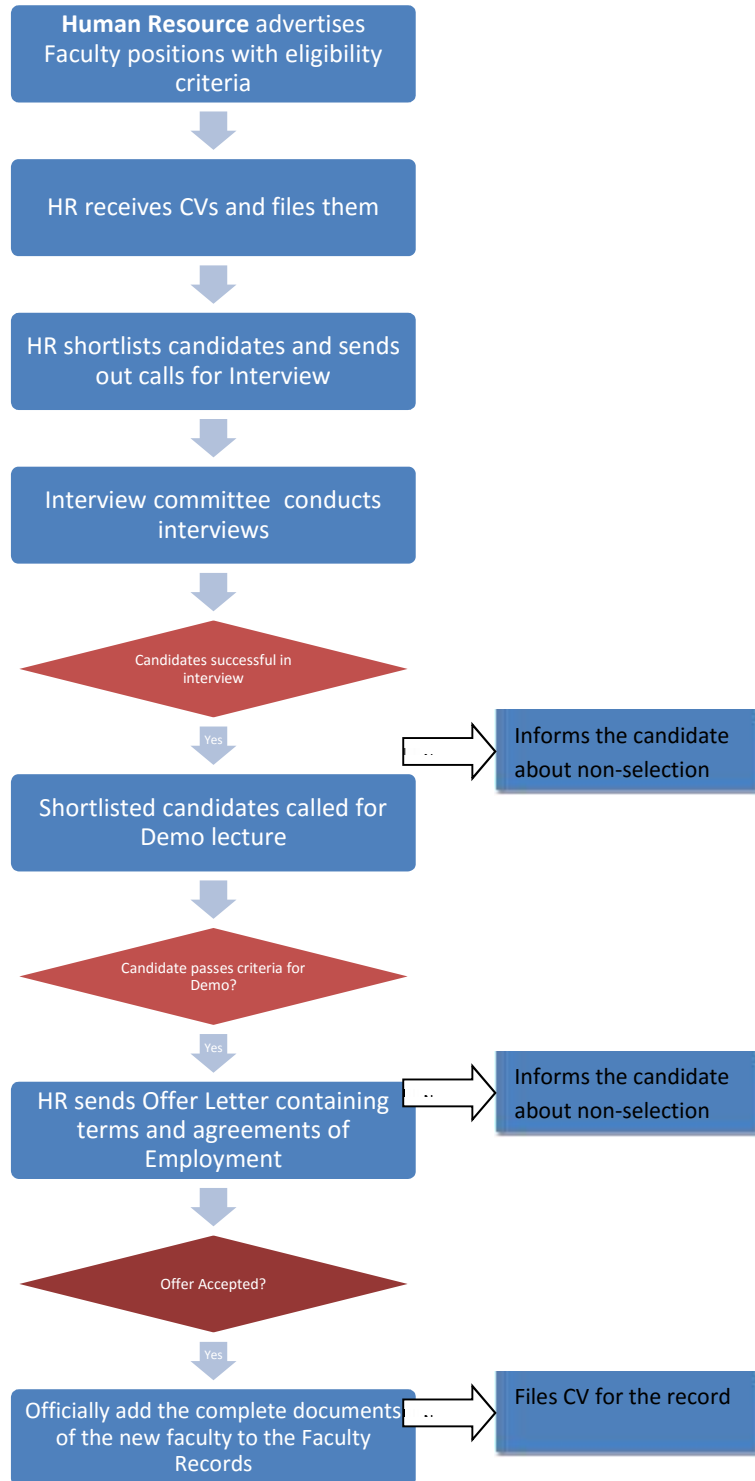 Human Resource advertises
Faculty positions with eligibility
criteria
HR receives CVs and files them
HR shortlists candidates and sends
out calls for Interview
Interview committee  conducts
interviews
Candidates successful in
interview
Yes
Informs the candidate
about non-selection
Shortlisted candidates called for
Demo lecture
Candidate passes criteria for
Demo?
Yes
Informs the candidate
about non-selection
HR sends Offer Letter containing
terms and agreements of
Employment
Offer Accepted?
Yes
Files CV for the record
Officially add the complete documents
of the new faculty to the Faculty
Records